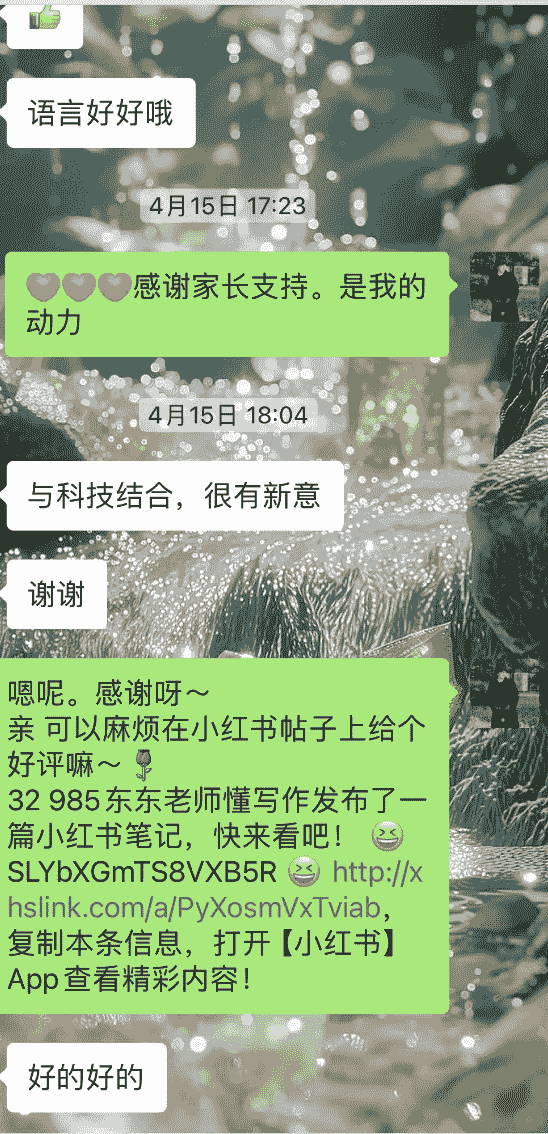 👍
语言好好哦
4月15日 17:23
🩶🩶🩶感谢家长支持。是我的
动力
4月15日 18:04
与科技结合，很有新意
谢谢
嗯呢。感谢呀～
亲 可以麻烦在小红书帖子上给个
好评嘛～🌹
32 985东东老师懂写作发布了一
篇小红书笔记，快来看吧！ 😆
SLYbXGmTS8VXB5R 😆 http://x
hslink.com/a/PyXosmVxTviab，
复制本条信息，打开【小红书】
App查看精彩内容！
好的好的